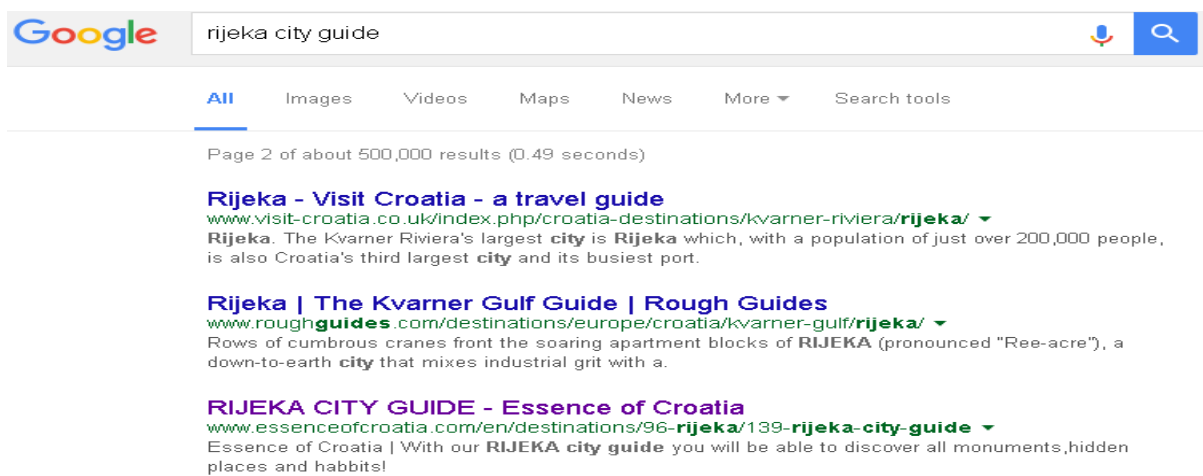 Google rijeka city guide
All Images Videos Maps News More Search tools
Page 2 of about 500,000 results (0.49 seconds)
Rijeka - Visit Croatia - a travel guide
www.visit-croatia.co.uk/index.php/croatia-destinations/kvarner-riviera/rijeka/
Rijeka. The Kvarner Riviera's largest city is Rijeka which, with a population of just over 200,000 people,
is also Croatia's third largest city and its busiest port.
Rijeka | The Kvarner Gulf Guide | Rough Guides
www.roughguides.com/destinations/europe/croatia/kvarner-gulf/rijeka/
Rows of cumbrous cranes front the soaring apartment blocks of RIJEKA (pronounced "Ree-acre"), a
down-to-earth city that mixes industrial grit with a.
RIJEKA CITY GUIDE - Essence of Croatia
www.essenceofcroatia.com/en/destinations/96-rijeka/139-rijeka-city-guide
Essence of Croatia | With our RIJEKA city guide you will be able to discover all monuments,hidden
places and habbits!